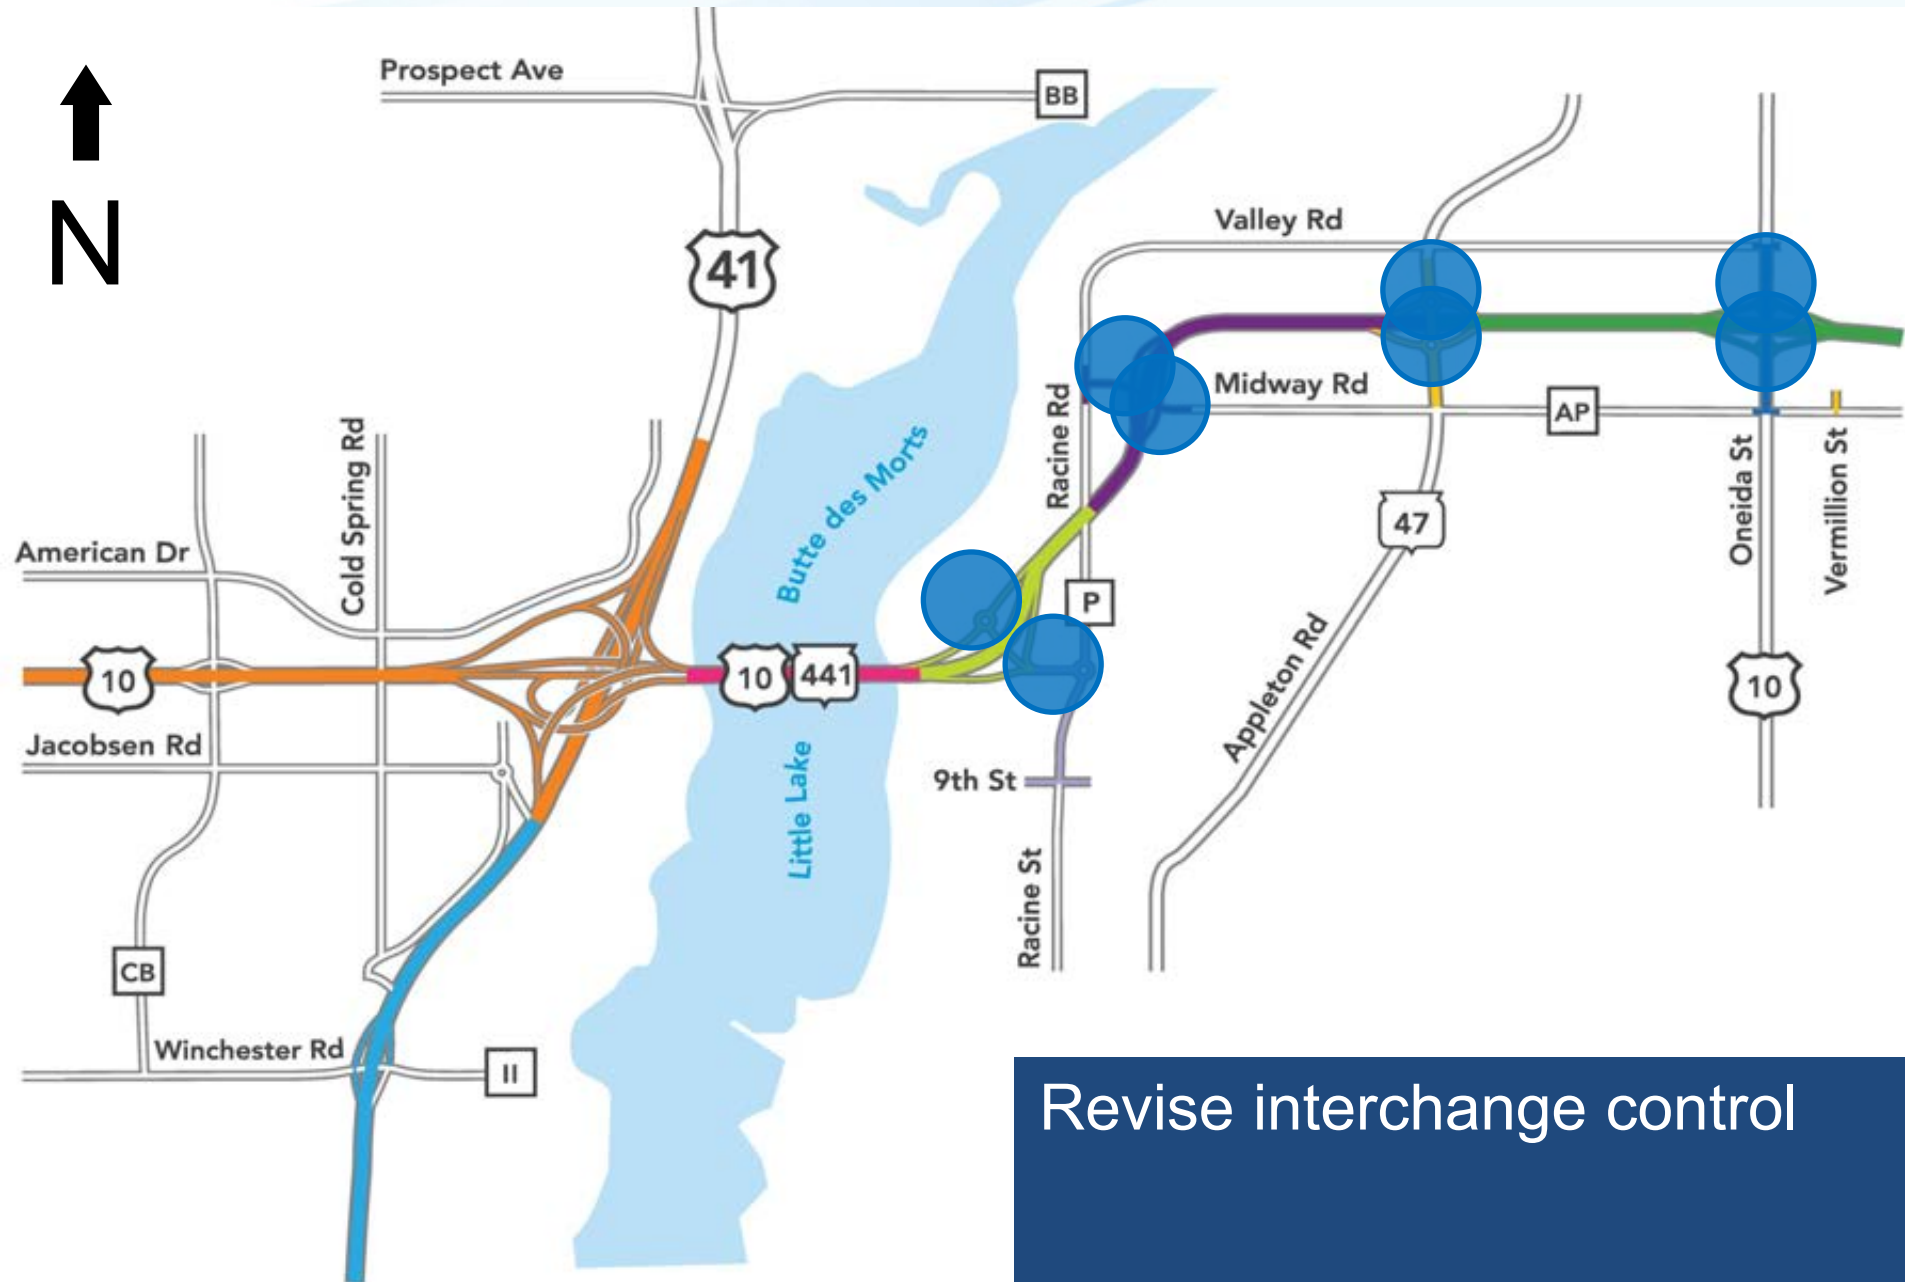 Prospect Ave
BB
N
41
Valley Rd
Racine Rd
Midway Rd
AP
Cold Spring Rd
Butte des Morts
Oneida St
Vermillion St
47
American Dr
P
10
10
441
10
Appleton Rd
Jacobsen Rd
9th St
Little Lake
Racine St
CB
Winchester Rd
II
Revise interchange control